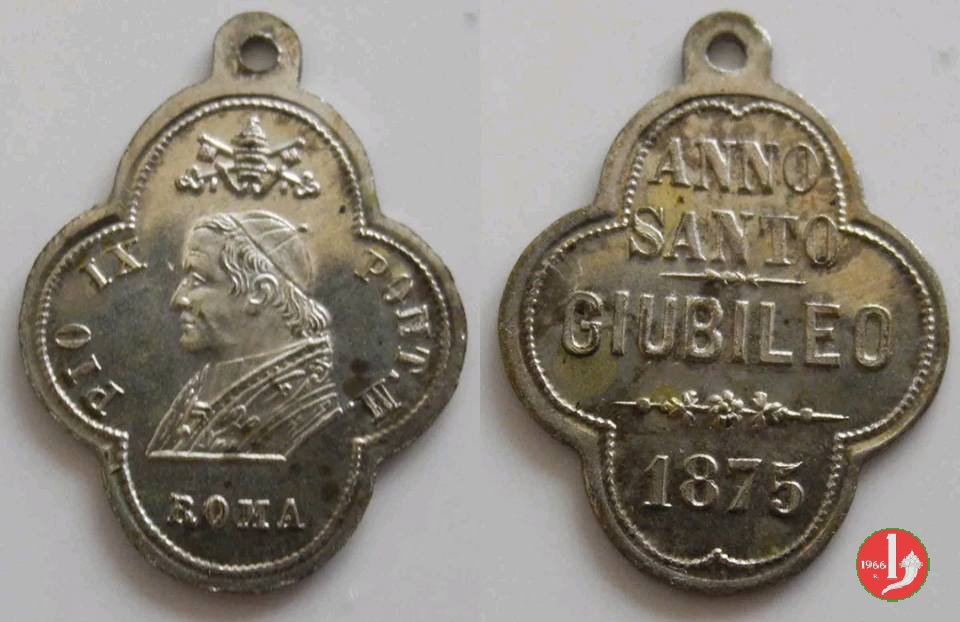 PIO IX PONT. M.
ROMA
ANNO
SANTO
GIUBILEO
1875
1966